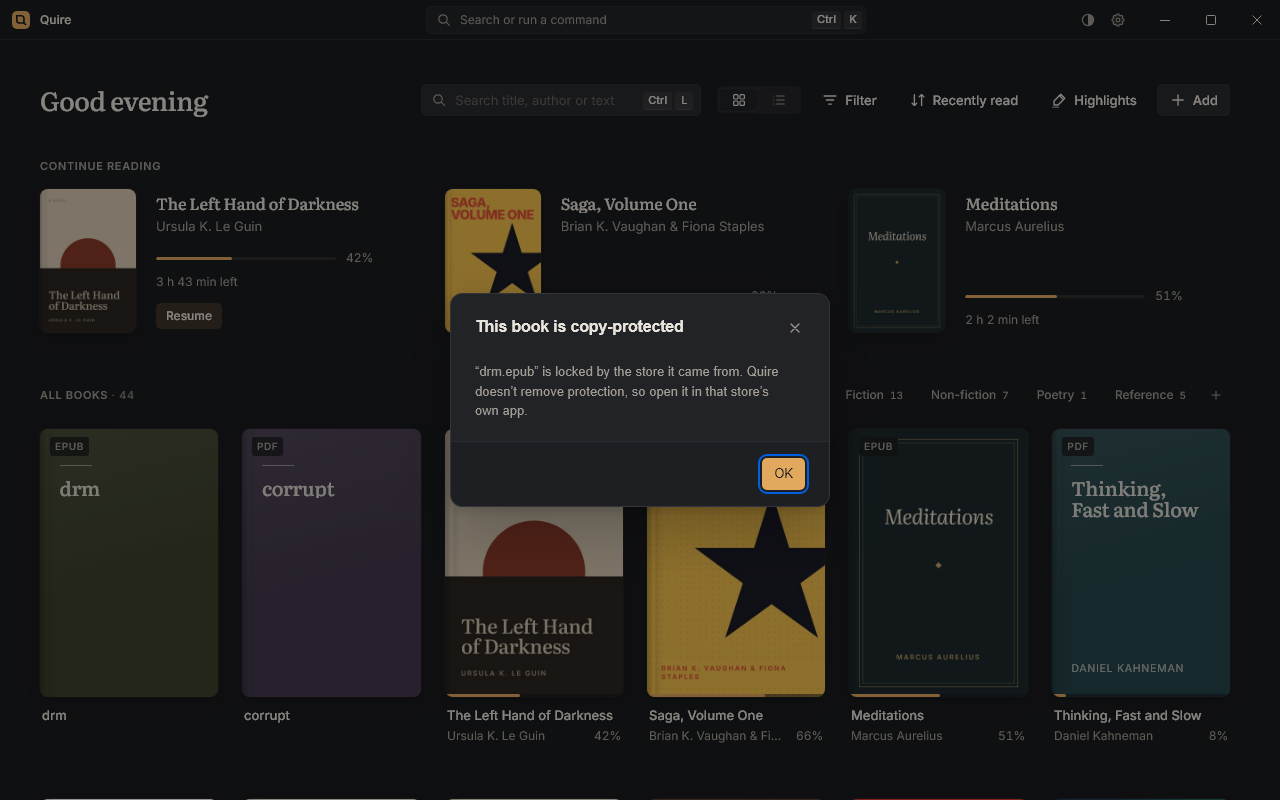 Quire
Search or run a command
Ctrl K
Good evening
Search title, author or text
Ctrl L
Filter
Recently read
Highlights
Add
CONTINUE READING
The Left Hand of Darkness
URSULA K. LE GUIN
The Left Hand of Darkness
Ursula K. Le Guin
42%
3 h 43 min left
Resume
SAGA,
VOLUME ONE
Saga, Volume One
Brian K. Vaughan & Fiona Staples
Meditations
MARCUS AURELIUS
Meditations
Marcus Aurelius
51%
2 h 2 min left
This book is copy-protected
“drm.epub” is locked by the store it came from. Quire
doesn’t remove protection, so open it in that store’s
own app.
OK
ALL BOOKS · 44
Fiction 13
Non-fiction 7
Poetry 1
Reference 5
EPUB
drm
drm
PDF
corrupt
corrupt
The Left Hand
of Darkness
URSULA K. LE GUIN
The Left Hand of Darkness
Ursula K. Le Guin
42%
BRIAN K. VAUGHAN & FIONA
STAPLES
Saga, Volume One
Brian K. Vaughan & Fi...
66%
EPUB
Meditations
MARCUS AURELIUS
Meditations
Marcus Aurelius
51%
PDF
Thinking,
Fast and Slow
DANIEL KAHNEMAN
Thinking, Fast and Slow
Daniel Kahneman
8%